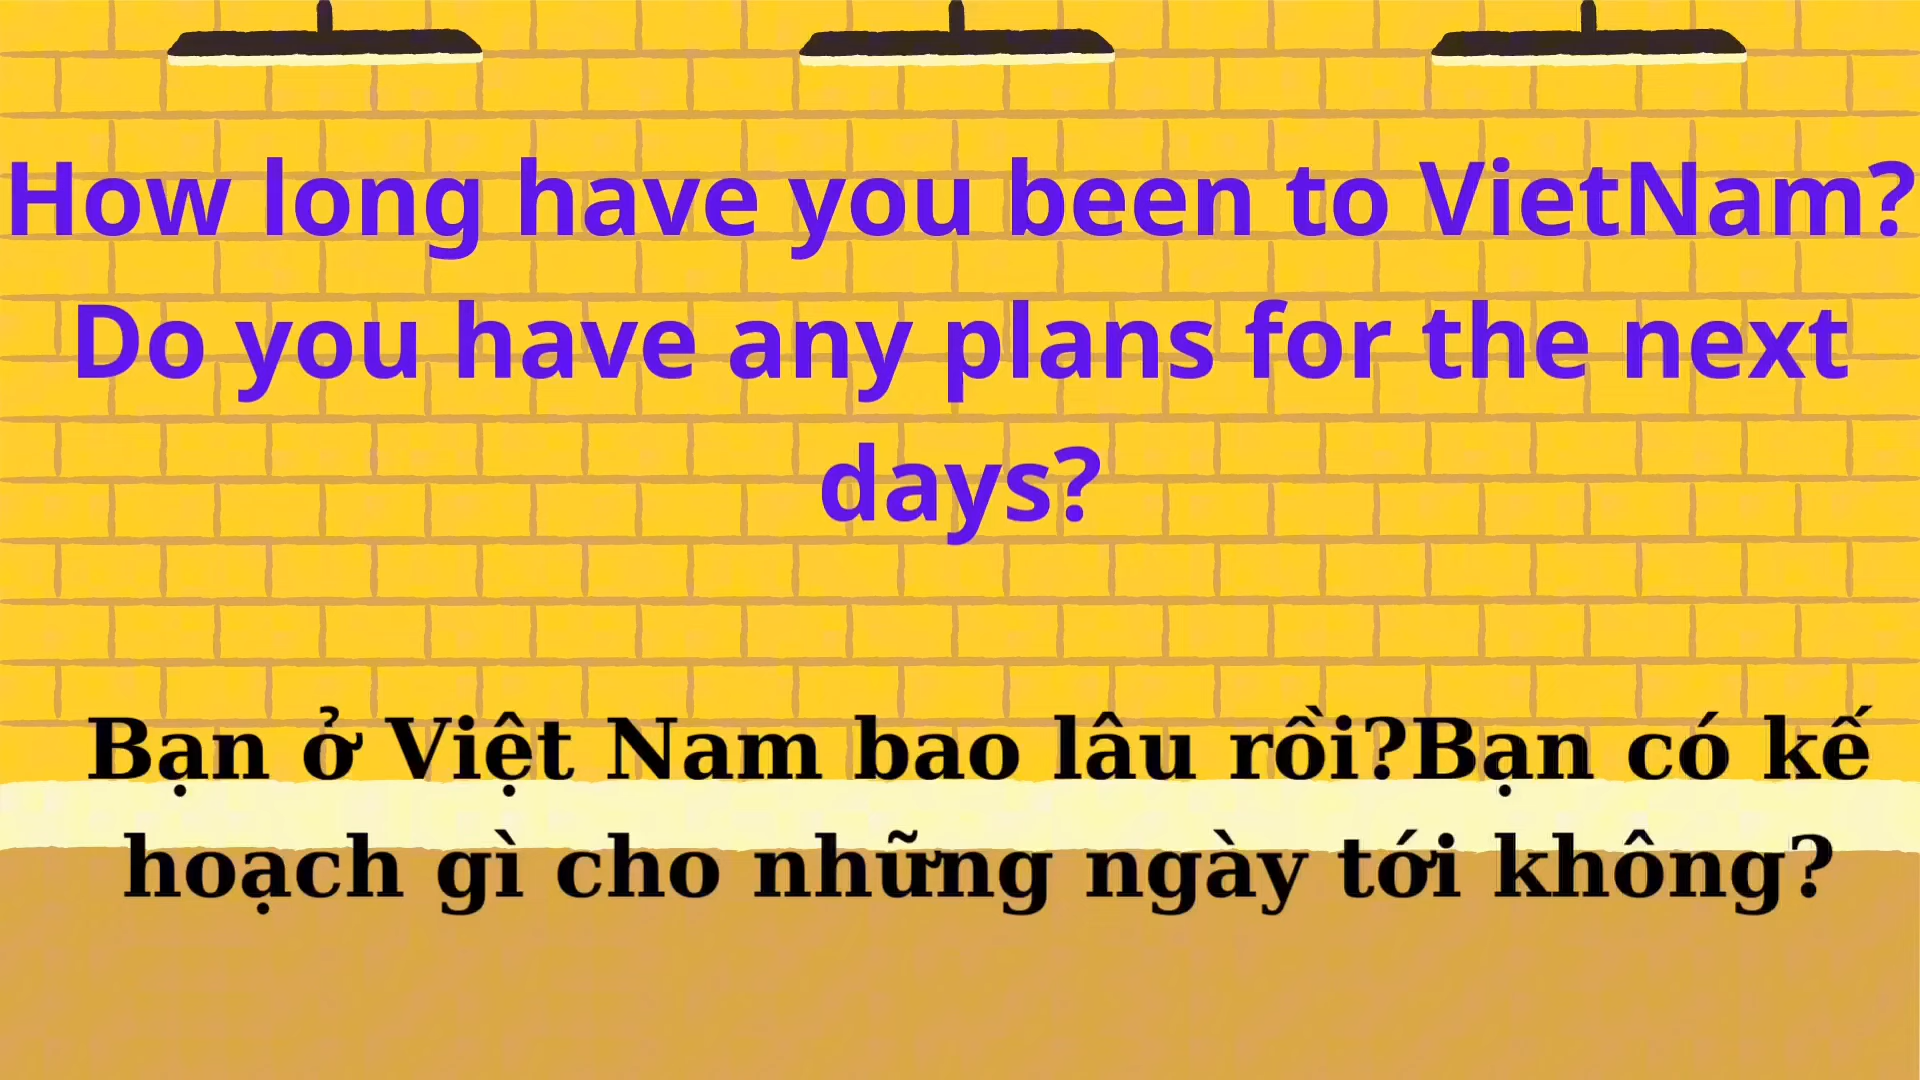 How long have you been to VietNam?
Do you have any plans for the next
days?
Bạn ở Việt Nam bao lâu rồi?Bạn có kế
hoạch gì cho những ngày tới không?